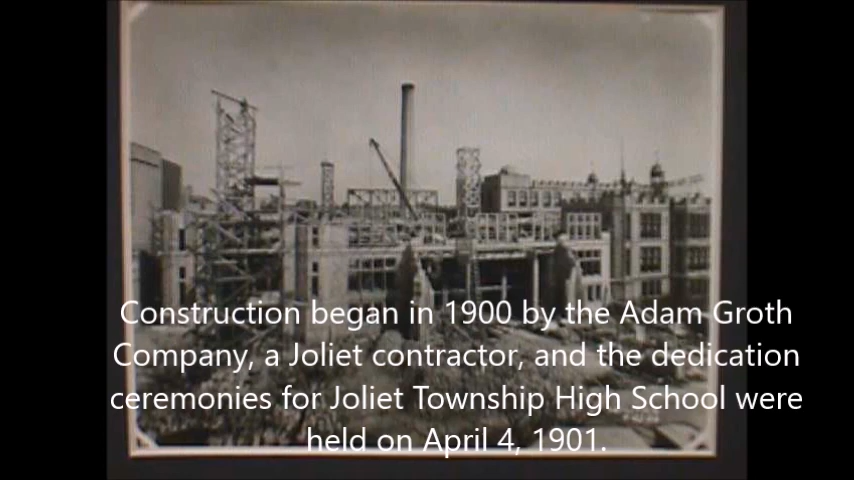 Construction began in 1900 by the Adam Groth
Company, a Joliet contractor, and the dedication
ceremonies for Joliet Township High School were
held on April 4, 1901.